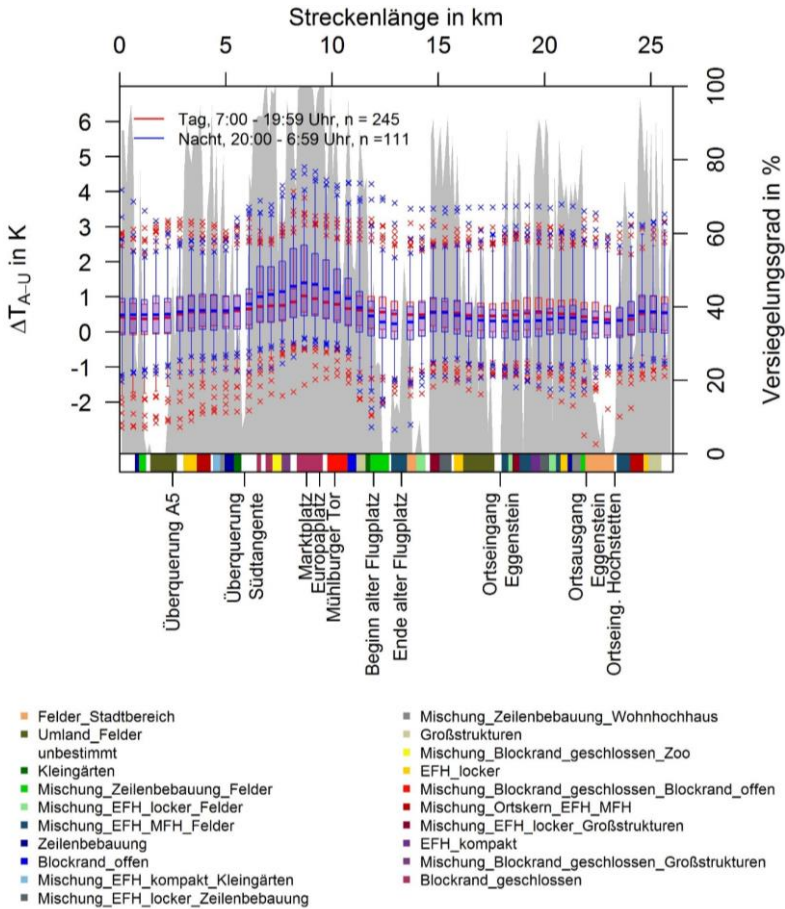 Streckenlänge in km
0 5 10 15 20 25
Tag, 7:00 - 19:59 Uhr, n = 245
Nacht, 20:00 - 6:59 Uhr, n =111
ΔT_A-U in K
6
5
4
3
2
1
0
-1
-2
Versiegelungsgrad in %
100
80
60
40
20
0
Überquerung A5
Überquerung
Südtangente
Marktplatz
Europaplatz
Mühlburger Tor
Beginn alter Flugplatz
Ende alter Flugplatz
Ortseingang
Eggenstein
Ortsausgang
Eggenstein
Ortseing. Hochstetten
Felder_Stadtbereich
Umland_Felder
unbestimmt
Kleingärten
Mischung_Zeilenbebauung_Felder
Mischung_EFH_locker_Felder
Mischung_EFH_MFH_Felder
Zeilenbebauung
Blockrand_offen
Mischung_EFH_kompakt_Kleingärten
Mischung_EFH_locker_Zeilenbebauung
Mischung_Zeilenbebauung_Wohnhochhaus
Großstrukturen
Mischung_Blockrand_geschlossen_Zoo
EFH_locker
Mischung_Blockrand_geschlossen_Blockrand_offen
Mischung_Ortskern_EFH_MFH
Mischung_EFH_locker_Großstrukturen
EFH_kompakt
Mischung_Blockrand_geschlossen_Großstrukturen
Blockrand_geschlossen